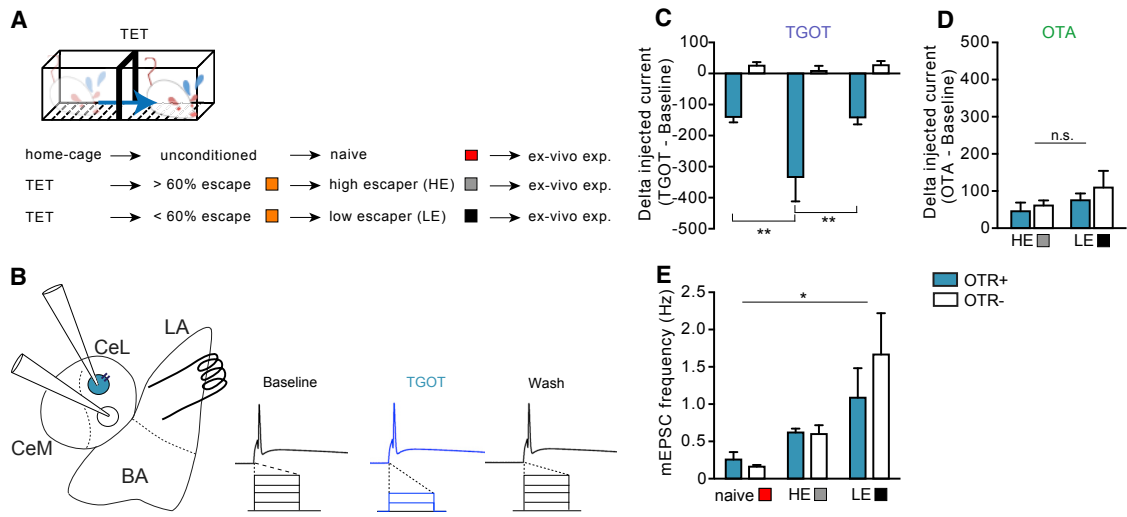 A
TET
home-cage unconditioned naive ex-vivo exp.
TET > 60% escape high escaper (HE) ex-vivo exp.
TET < 60% escape low escaper (LE) ex-vivo exp.
B
LA
CeL
CeM
BA
Baseline
TGOT
Wash
C
TGOT
Delta injected current
(TGOT - Baseline)
100
0
-100
-200
-300
-400
-500
**
**
D
OTA
Delta injected current
(OTA - Baseline)
500
400
300
200
100
0
n.s.
HE
LE
OTR+
OTR-
E
mEPSC frequency (Hz)
2.5
2.0
1.5
1.0
0.5
0
*
naive
HE
LE